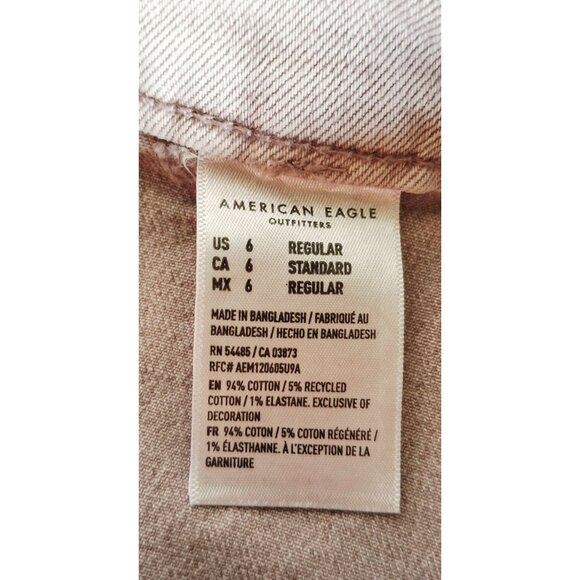 AMERICAN EAGLE
OUTFITTERS
US 6 REGULAR
CA 6 STANDARD
MX 6 REGULAR
MADE IN BANGLADESH / FABRIQUÉ AU
BANGLADESH / HECHO EN BANGLADESH
RN 54485 / CA 03873
RFC# AEM120605U9A
EN 94% COTTON / 5% RECYCLED
COTTON / 1% ELASTANE. EXCLUSIVE OF
DECORATION
FR 94% COTON / 5% COTON RÉGÉNÉRÉ /
1% ÉLASTHANNE. À L'EXCEPTION DE LA
GARNITURE